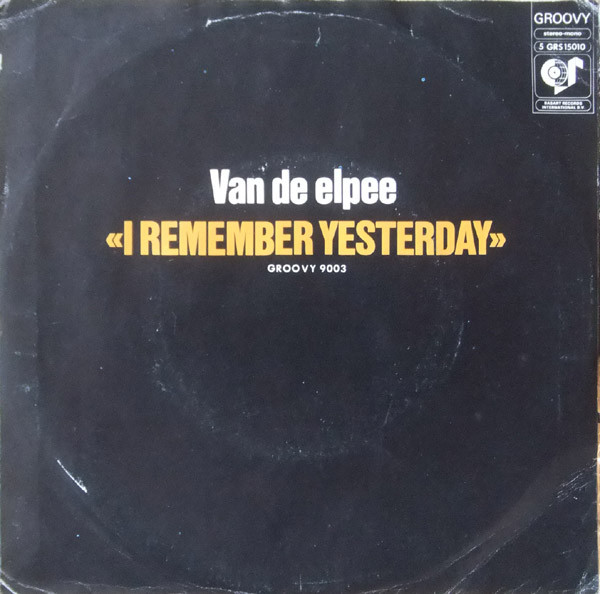 GROOVY
stereo-mono
5 GRS 15010
BASART RECORDS
INTERNATIONAL B.V.
Van de elpee
«I REMEMBER YESTERDAY»
GROOVY 9003